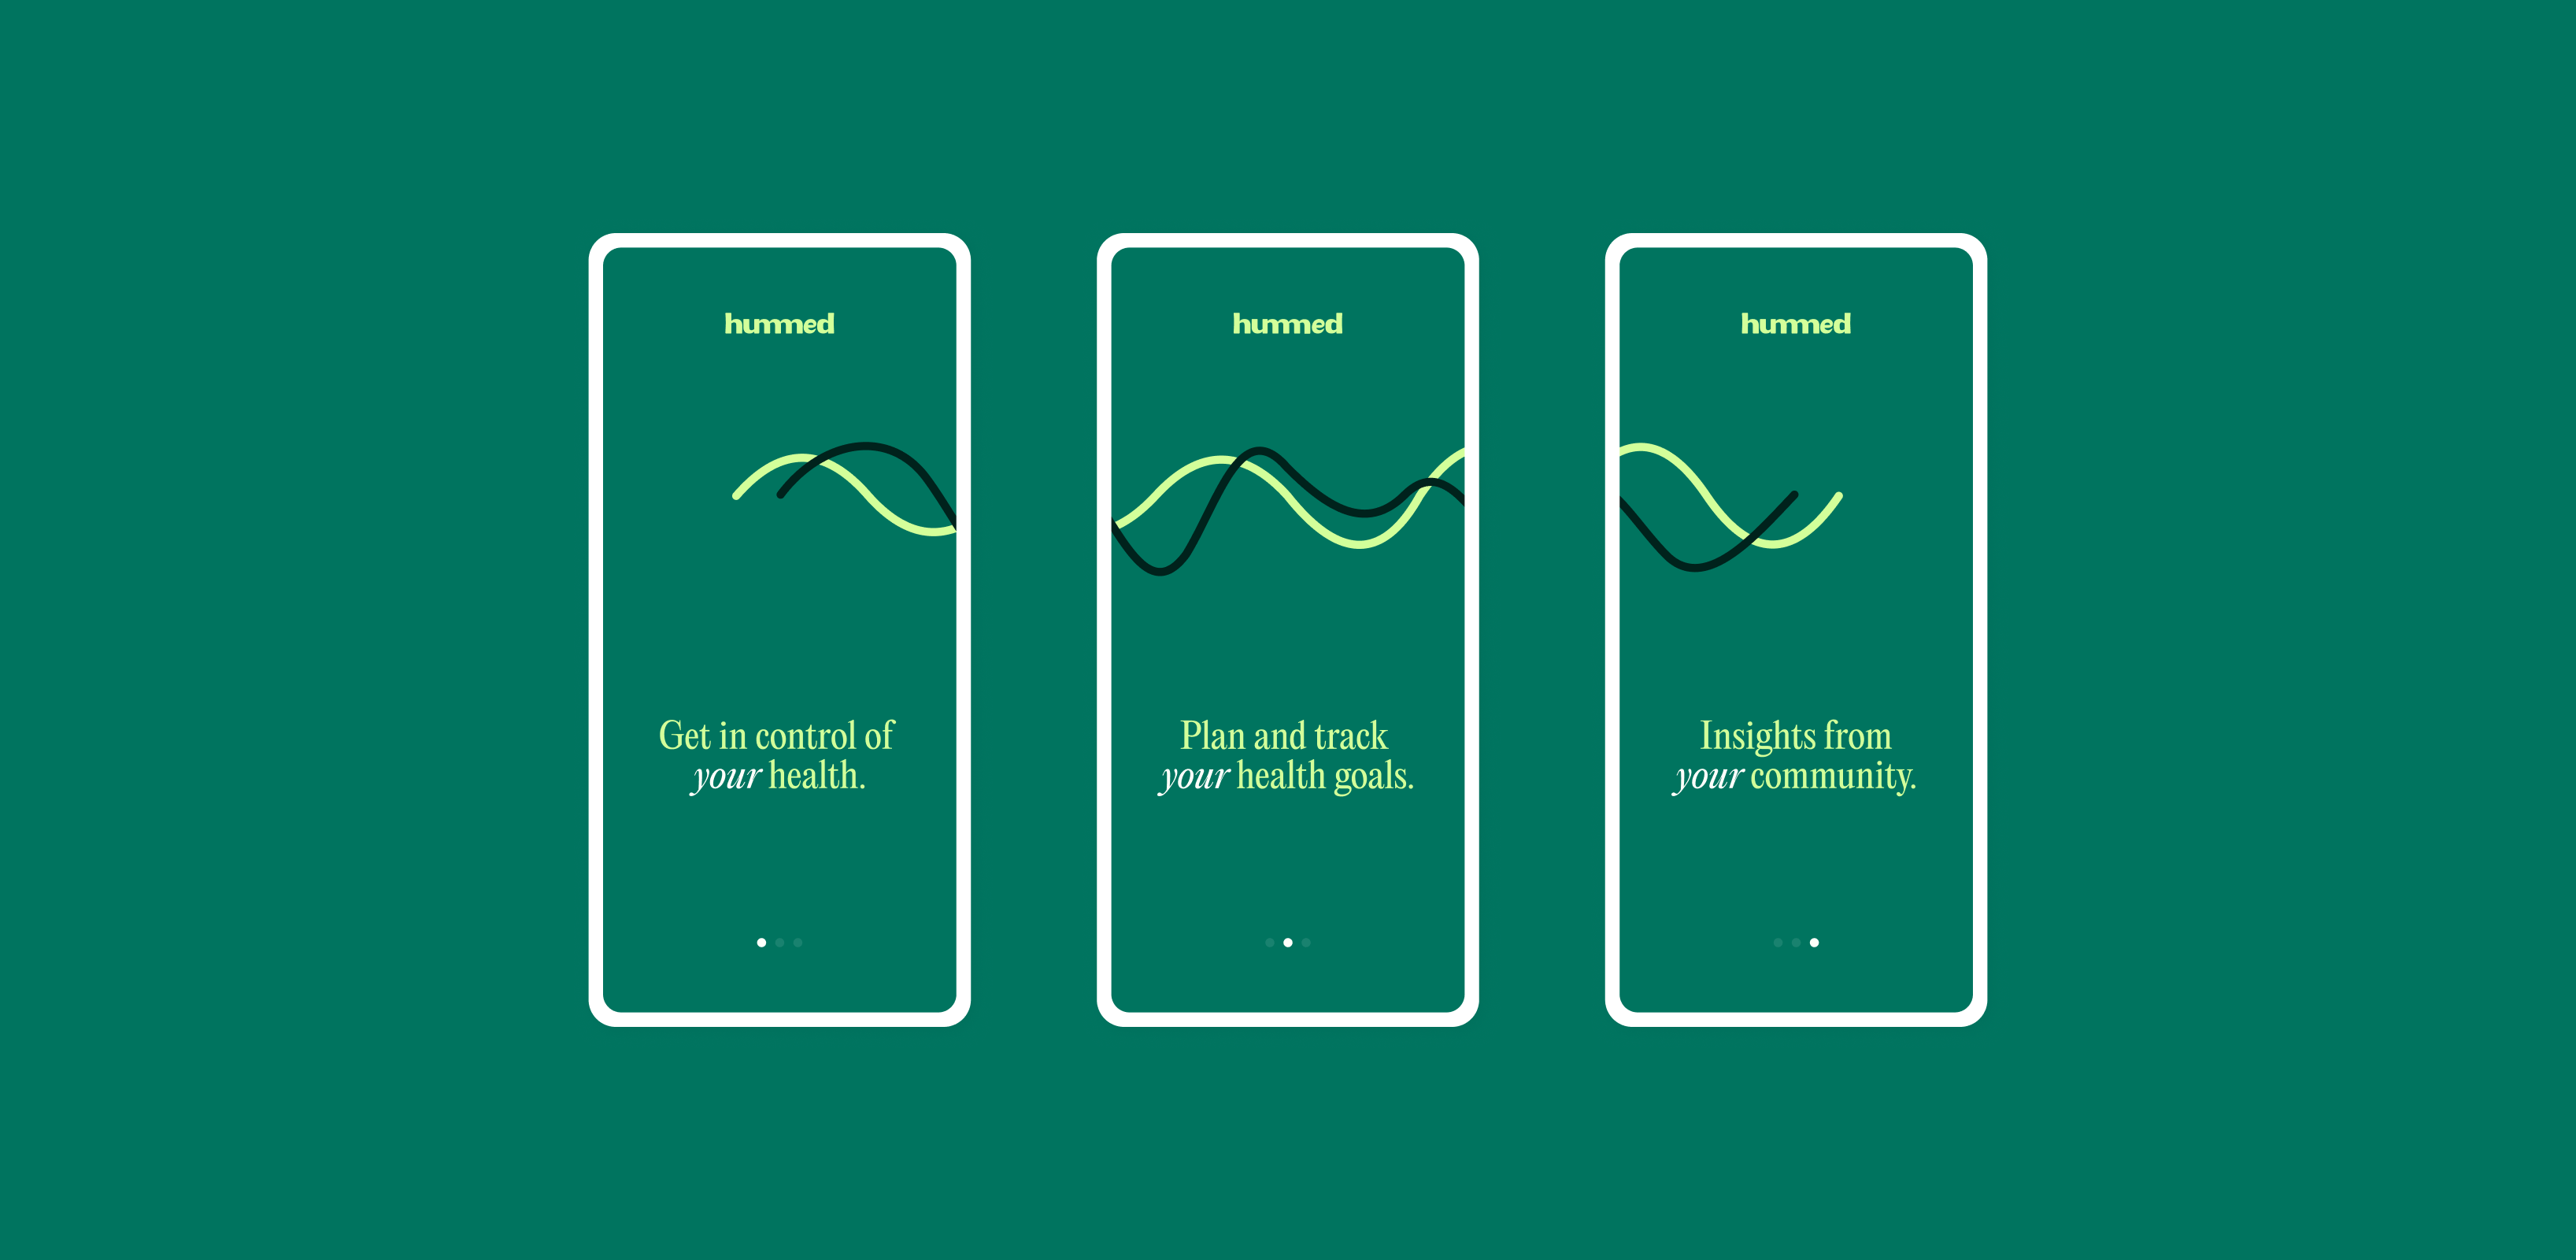 hummed
Get in control of
your health.
hummed
Plan and track
your health goals.
hummed
Insights from
your community.